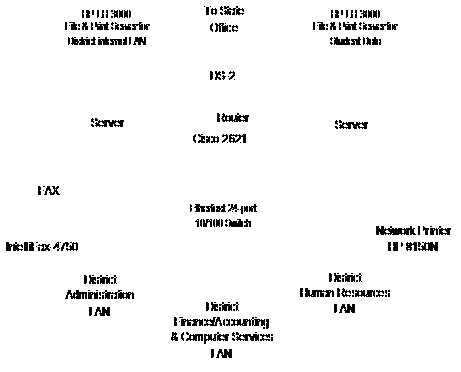 HP LH 3000
File & Print Server for
District internal LAN
To State
Office
HP LH 3000
File & Print Server for
Student Data
DS-2
Server
Router
Cisco 2621
Server
FAX
Ethernet 24-port
10/100 Switch
Intellifax 4750
Network Printer
HP 8150N
District
Administration
LAN
District
Finance/Accounting
& Computer Services
LAN
District
Human Resources
LAN